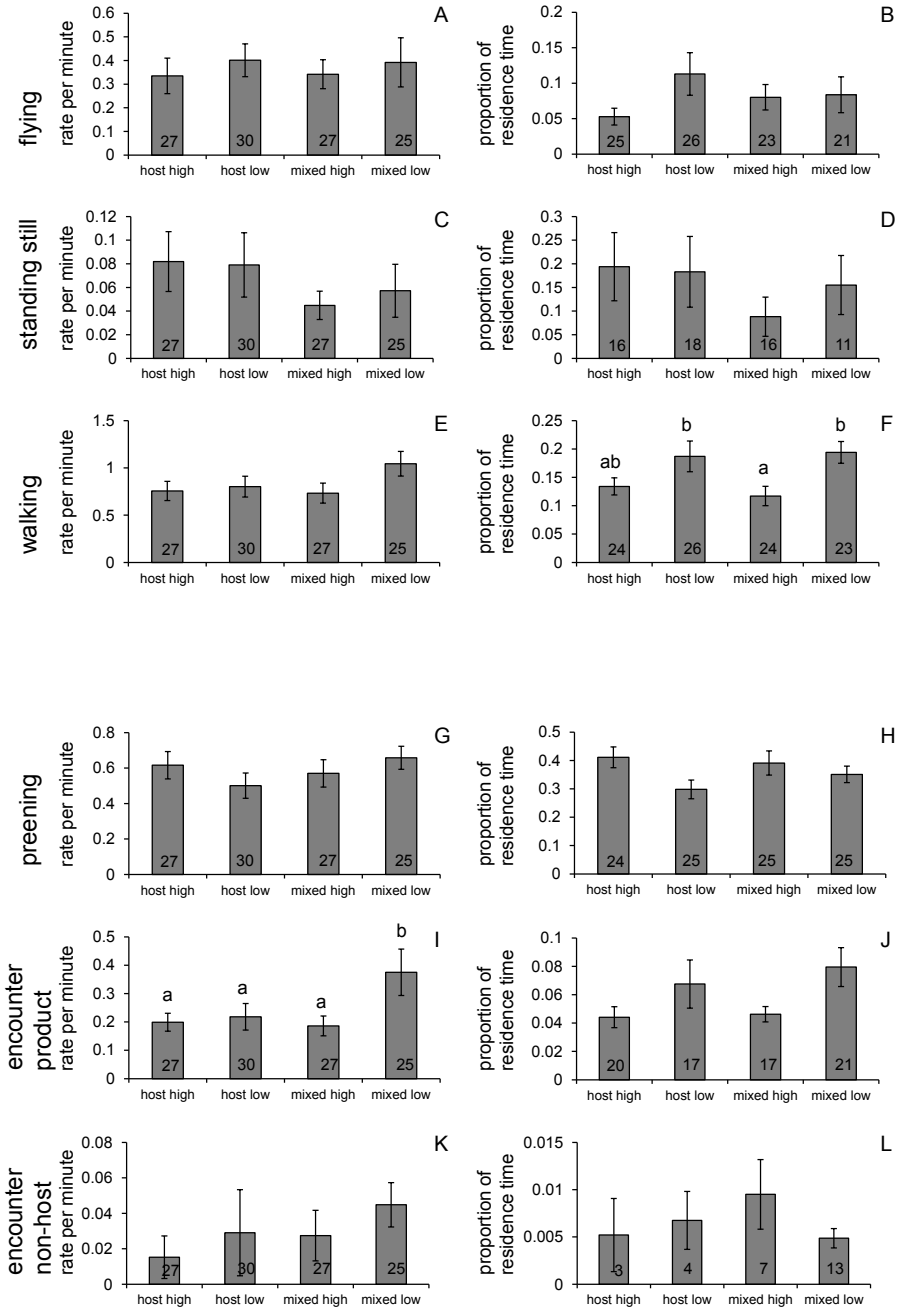 flying
rate per minute
A
0.6
0.5
0.4
0.3
0.2
0.1
0
27 30 27 25
host high host low mixed high mixed low
proportion of
residence time
B
0.2
0.15
0.1
0.05
0
25 26 23 21
host high host low mixed high mixed low
standing still
rate per minute
C
0.12
0.1
0.08
0.06
0.04
0.02
0
27 30 27 25
host high host low mixed high mixed low
proportion of
residence time
D
0.3
0.25
0.2
0.15
0.1
0.05
0
16 18 16 11
host high host low mixed high mixed low
walking
rate per minute
E
1.5
1
0.5
0
27 30 27 25
host high host low mixed high mixed low
proportion of
residence time
F
0.25
0.2
0.15
0.1
0.05
0
ab b a b
24 26 24 23
host high host low mixed high mixed low
preening
rate per minute
G
0.8
0.6
0.4
0.2
0
27 30 27 25
host high host low mixed high mixed low
proportion of
residence time
H
0.5
0.4
0.3
0.2
0.1
0
24 25 25 25
host high host low mixed high mixed low
encounter
product
rate per minute
I
0.5
0.4
0.3
0.2
0.1
0
a a a b
27 30 27 25
host high host low mixed high mixed low
proportion of
residence time
J
0.1
0.08
0.06
0.04
0.02
0
20 17 17 21
host high host low mixed high mixed low
encounter
non-host
rate per minute
K
0.08
0.06
0.04
0.02
0
27 30 27 25
host high host low mixed high mixed low
proportion of
residence time
L
0.015
0.01
0.005
0
3 4 7 13
host high host low mixed high mixed low